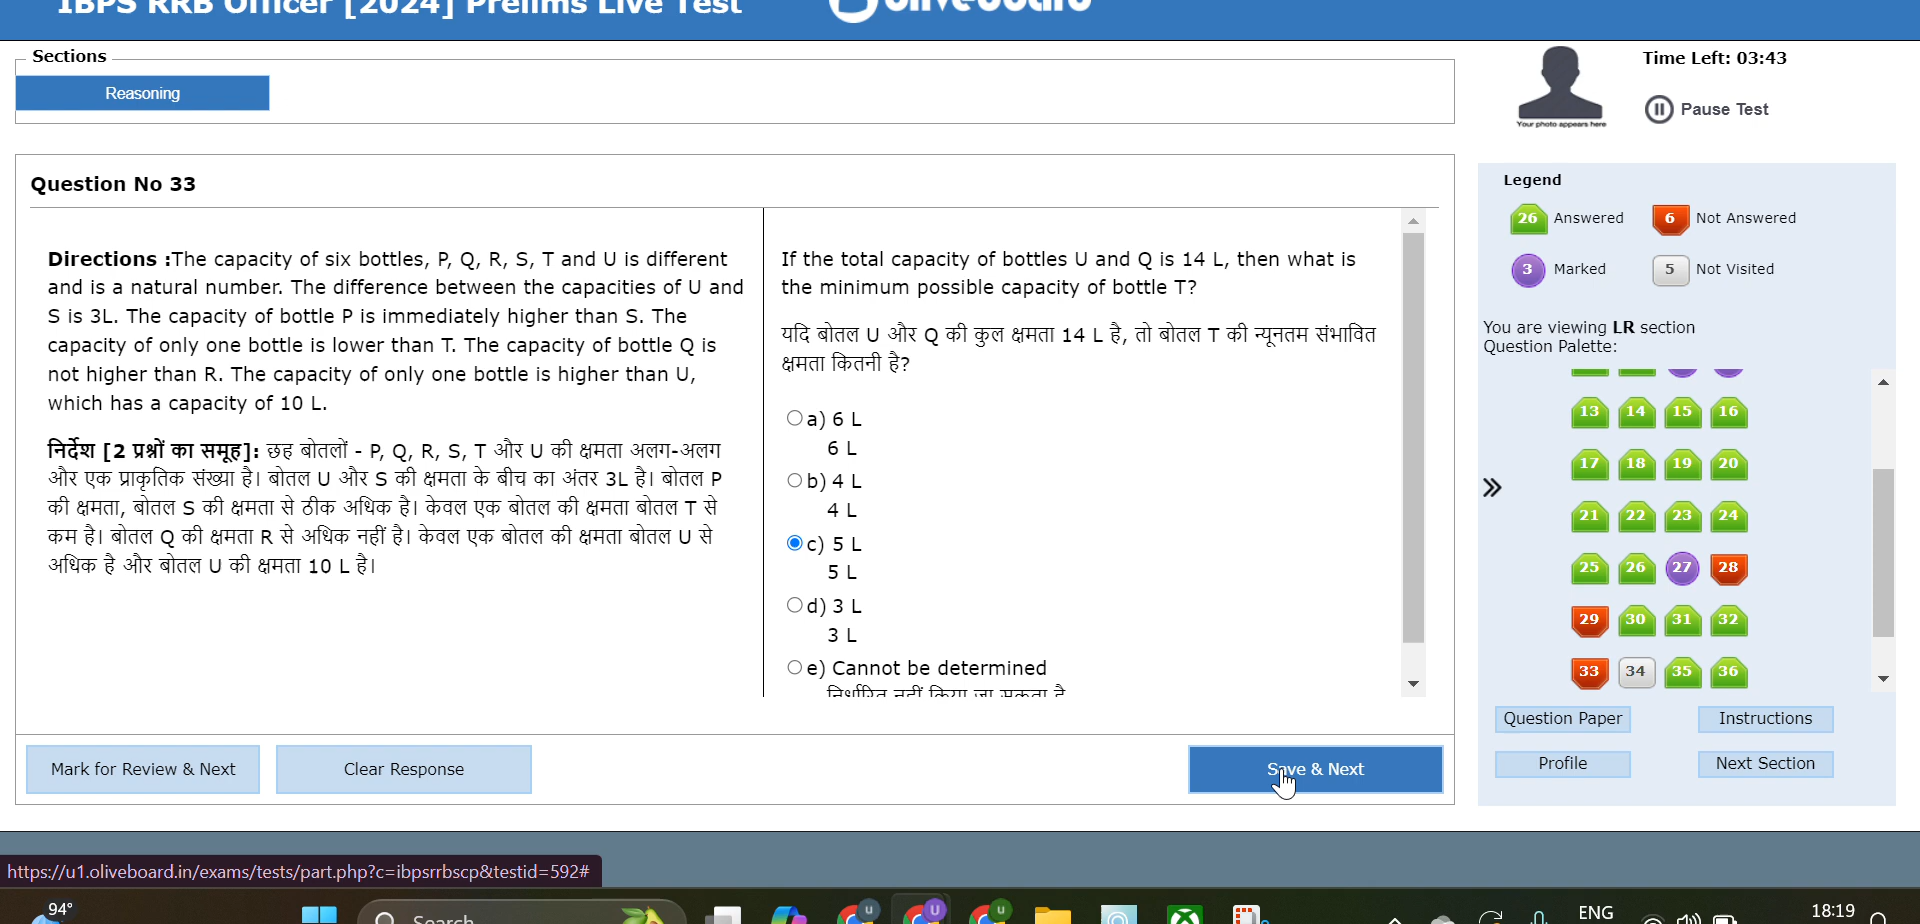 IBPS RRB Officer [2024] Prelims Live Test
oliveboard
Sections
Reasoning
Time Left: 03:43
Your photo appears here
Pause Test
Question No 33
Directions :The capacity of six bottles, P, Q, R, S, T and U is different
and is a natural number. The difference between the capacities of U and
S is 3L. The capacity of bottle P is immediately higher than S. The
capacity of only one bottle is lower than T. The capacity of bottle Q is
not higher than R. The capacity of only one bottle is higher than U,
which has a capacity of 10 L.
निर्देश [2 प्रश्नों का समूह]: छह बोतलों - P, Q, R, S, T और U की क्षमता अलग-अलग
और एक प्राकृतिक संख्या है। बोतल U और S की क्षमता के बीच का अंतर 3L है। बोतल P
की क्षमता, बोतल S की क्षमता से ठीक अधिक है। केवल एक बोतल की क्षमता बोतल T से
कम है। बोतल Q की क्षमता R से अधिक नहीं है। केवल एक बोतल की क्षमता बोतल U से
अधिक है और बोतल U की क्षमता 10 L है।
If the total capacity of bottles U and Q is 14 L, then what is
the minimum possible capacity of bottle T?
यदि बोतल U और Q की कुल क्षमता 14 L है, तो बोतल T की न्यूनतम संभावित
क्षमता कितनी है?
a) 6 L
6 L
b) 4 L
4 L
c) 5 L
5 L
d) 3 L
3 L
e) Cannot be determined
निर्धारित नहीं किया जा सकता है
Mark for Review & Next
Clear Response
Save & Next
Legend
26 Answered
6 Not Answered
3 Marked
5 Not Visited
You are viewing LR section
Question Palette:
13 14 15 16
17 18 19 20
21 22 23 24
25 26 27 28
29 30 31 32
33 34 35 36
Question Paper
Instructions
Profile
Next Section
https://u1.oliveboard.in/exams/tests/part.php?c=ibpsrrbscp&testid=592#
94°
Search
U
U
U
ENG
18:19